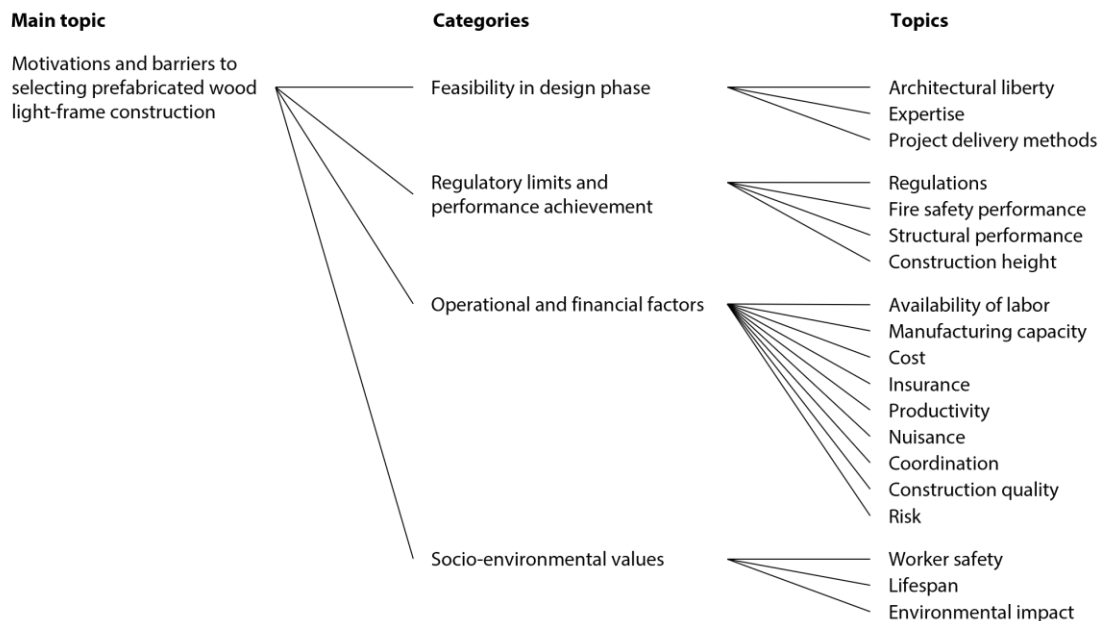 Main topic
Categories
Topics
Motivations and barriers to
selecting prefabricated wood
light-frame construction
Feasibility in design phase
Architectural liberty
Expertise
Project delivery methods
Regulatory limits and
performance achievement
Regulations
Fire safety performance
Structural performance
Construction height
Operational and financial factors
Availability of labor
Manufacturing capacity
Cost
Insurance
Productivity
Nuisance
Coordination
Construction quality
Risk
Socio-environmental values
Worker safety
Lifespan
Environmental impact